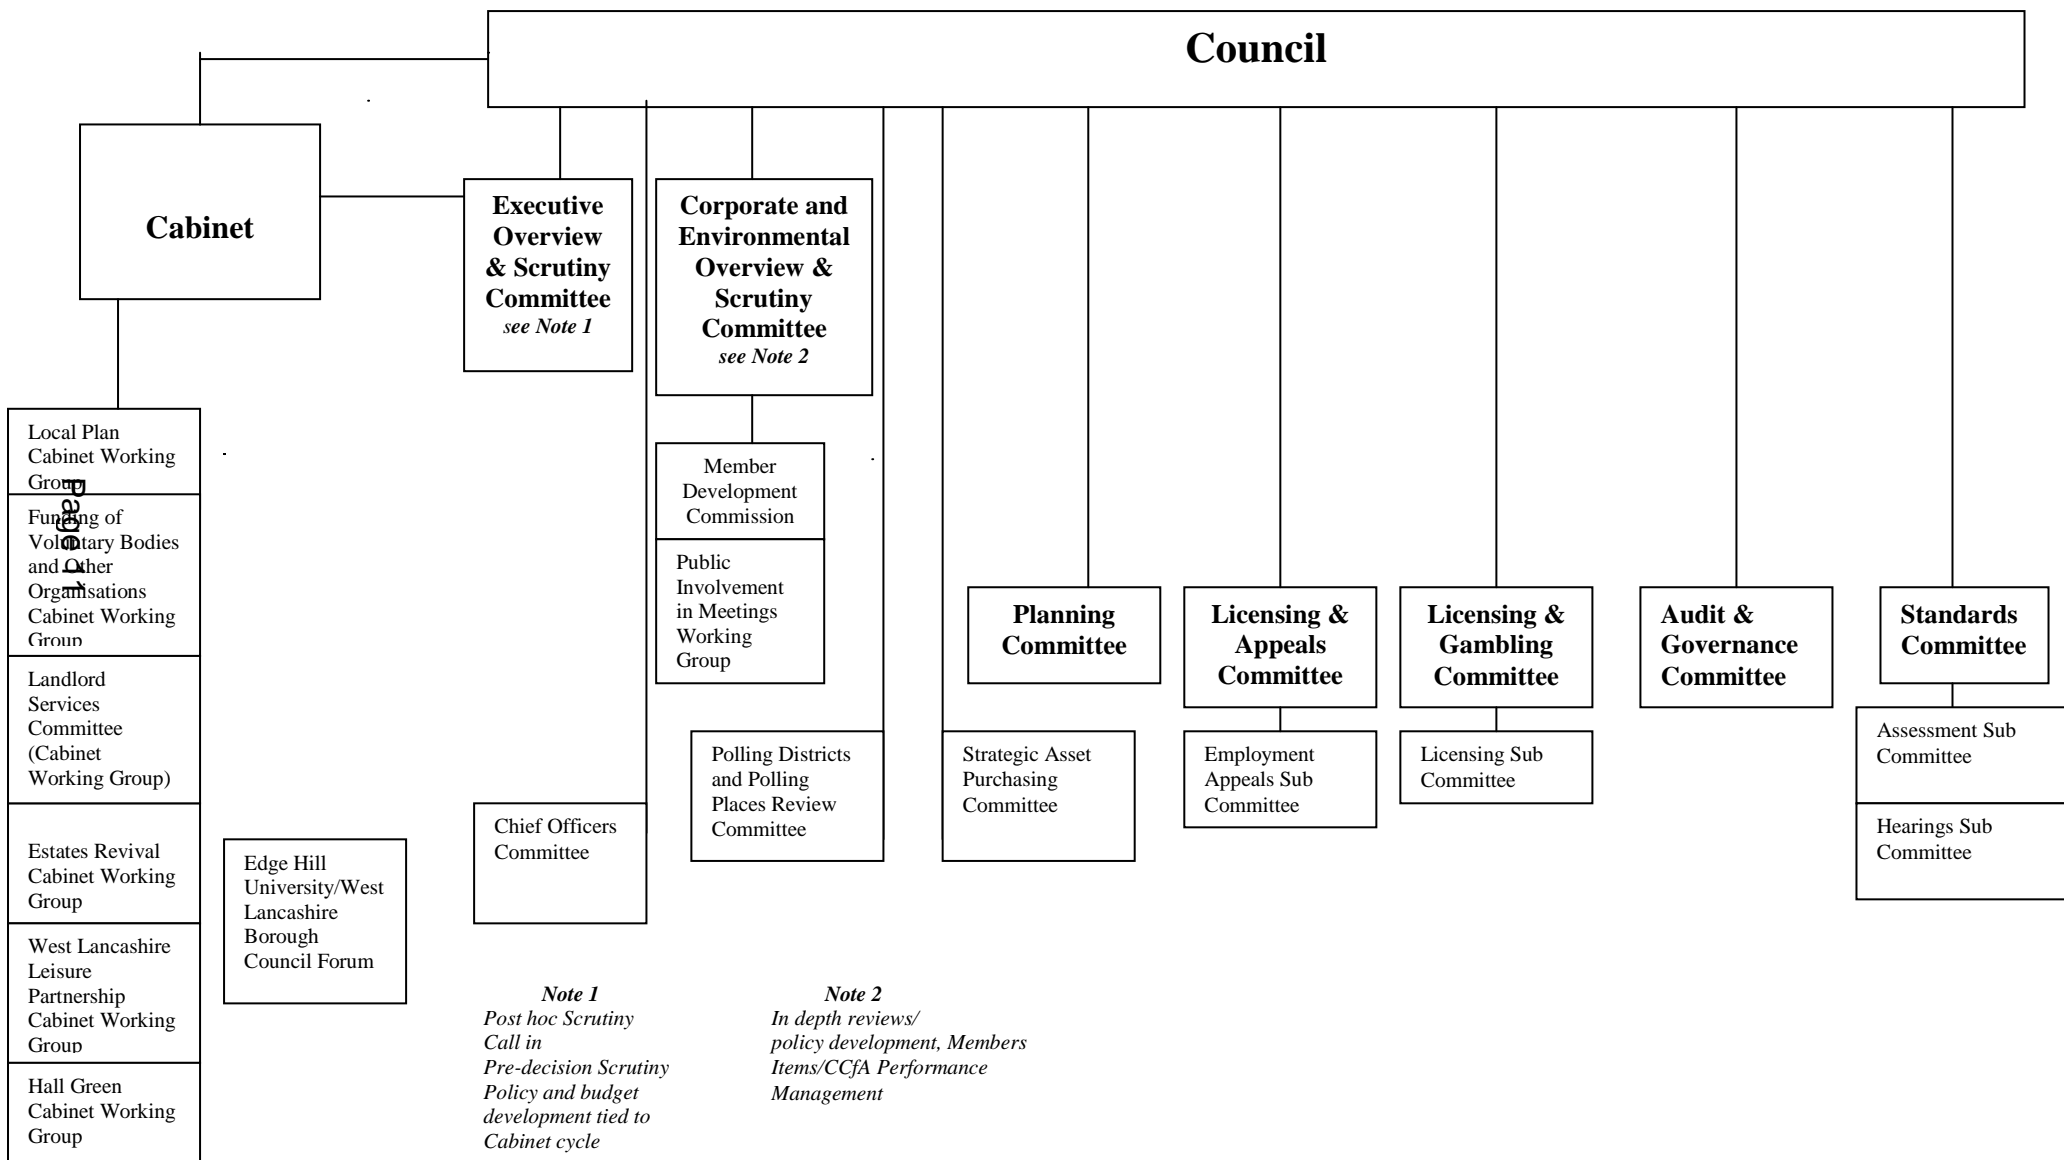 Council
Cabinet
Executive
Overview
& Scrutiny
Committee
see Note 1
Corporate and
Environmental
Overview &
Scrutiny
Committee
see Note 2
Local Plan
Cabinet Working
Group
Page 11
Funding of
Voluntary Bodies
and Other
Organisations
Cabinet Working
Group
Landlord
Services
Committee
(Cabinet
Working Group)
Estates Revival
Cabinet Working
Group
West Lancashire
Leisure
Partnership
Cabinet Working
Group
Hall Green
Cabinet Working
Group
Edge Hill
University/West
Lancashire
Borough
Council Forum
Member
Development
Commission
Public
Involvement
in Meetings
Working
Group
Chief Officers
Committee
Polling Districts
and Polling
Places Review
Committee
Strategic Asset
Purchasing
Committee
Planning
Committee
Licensing &
Appeals
Committee
Employment
Appeals Sub
Committee
Licensing &
Gambling
Committee
Licensing Sub
Committee
Audit &
Governance
Committee
Standards
Committee
Assessment Sub
Committee
Hearings Sub
Committee
Note 1
Post hoc Scrutiny
Call in
Pre-decision Scrutiny
Policy and budget
development tied to
Cabinet cycle
Note 2
In depth reviews/
policy development, Members
Items/CCfA Performance
Management